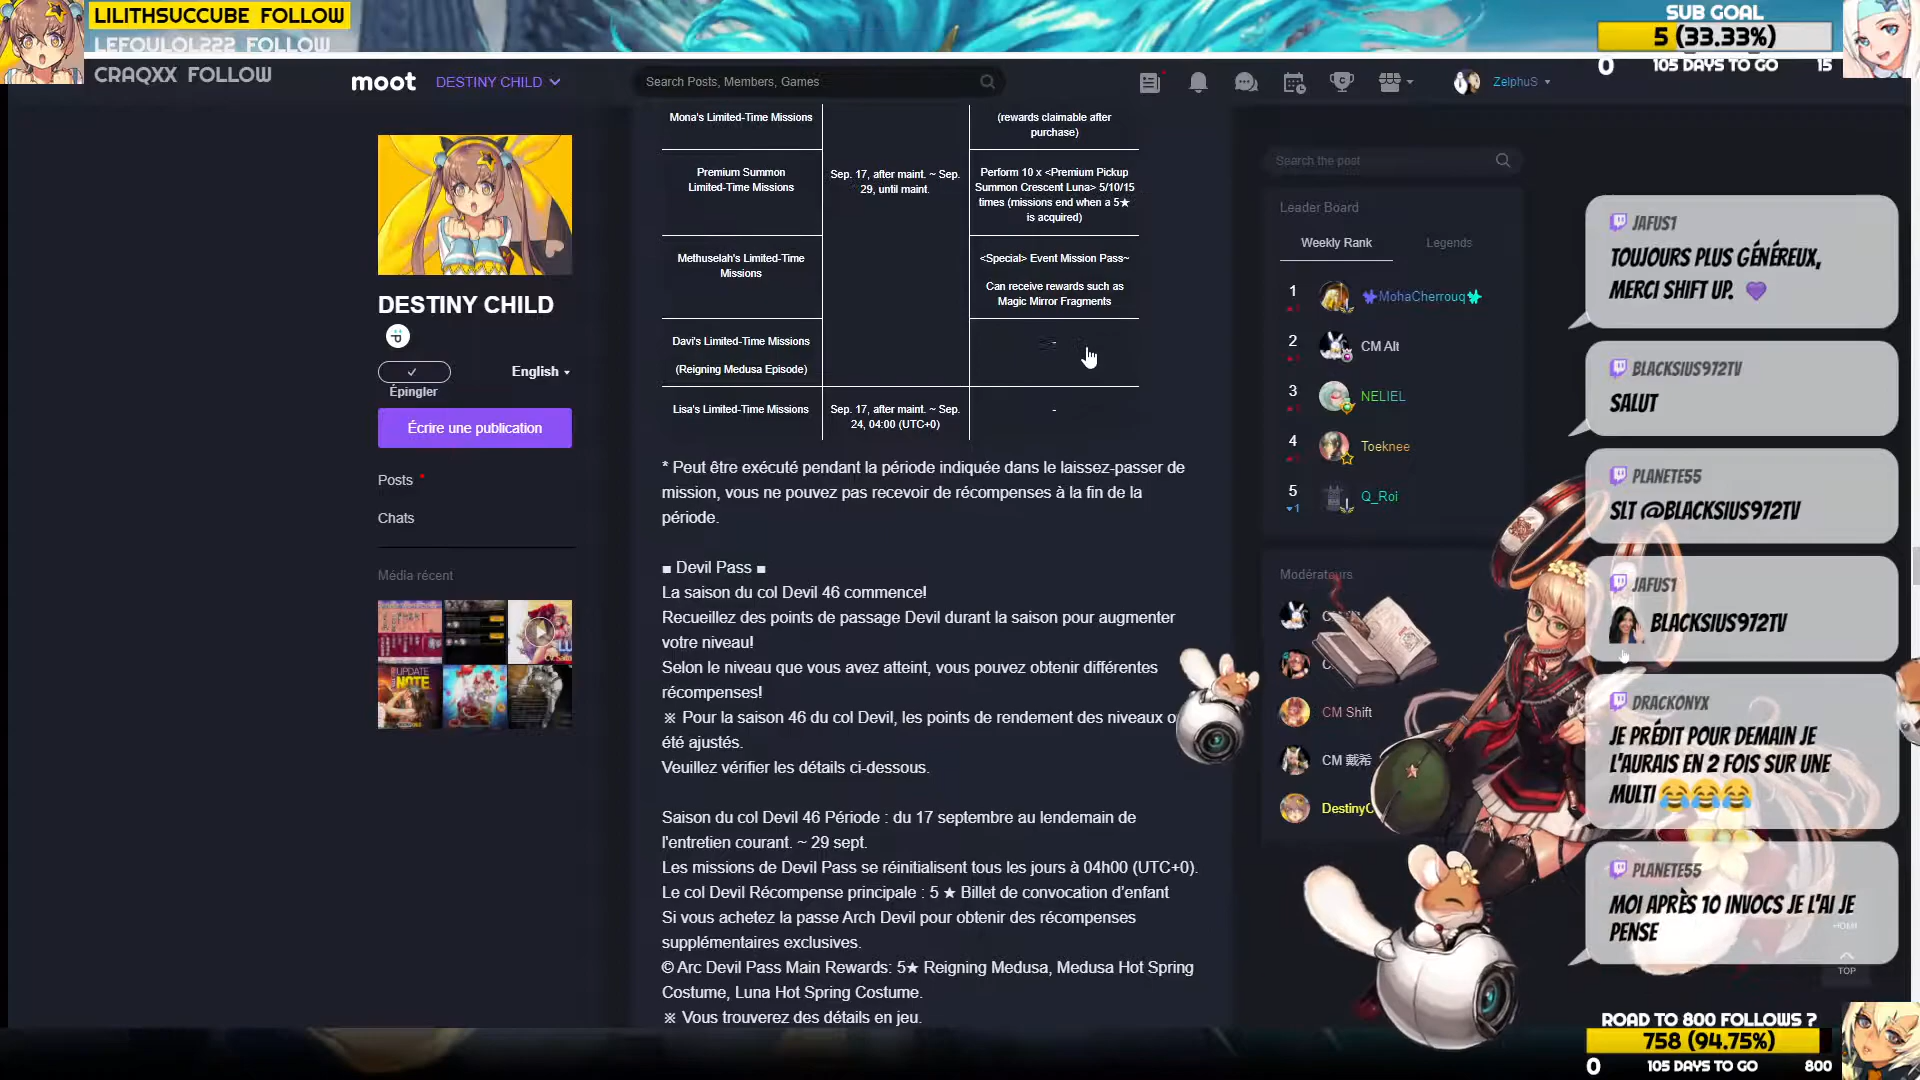 LILITHSUCCUBE FOLLOW
LEFOULOL222 FOLLOW
CRAQXX FOLLOW
SUB GOAL
5 (33.33%)
0
105 DAYS TO GO
15
moot
DESTINY CHILD
Search Posts, Members, Games
ZelphuS
DESTINY CHILD
Épingler
English
Écrire une publication
Posts
Chats
Média récent
UPDATE
NOTE
Mona's Limited-Time Missions
(rewards claimable after
purchase)
Premium Summon
Limited-Time Missions
Sep. 17, after maint. ~ Sep.
29, until maint.
Perform 10 x <Premium Pickup
Summon Crescent Luna> 5/10/15
times (missions end when a 5★
is acquired)
Methuselah's Limited-Time
Missions
<Special> Event Mission Pass~
Can receive rewards such as
Magic Mirror Fragments
Davi's Limited-Time Missions
(Reigning Medusa Episode)
-
Lisa's Limited-Time Missions
Sep. 17, after maint. ~ Sep.
24, 04:00 (UTC+0)
-
* Peut être exécuté pendant la période indiquée dans le laissez-passer de
mission, vous ne pouvez pas recevoir de récompenses à la fin de la
période.
■ Devil Pass ■
La saison du col Devil 46 commence!
Recueillez des points de passage Devil durant la saison pour augmenter
votre niveau!
Selon le niveau que vous avez atteint, vous pouvez obtenir différentes
récompenses!
※ Pour la saison 46 du col Devil, les points de rendement des niveaux o
été ajustés.
Veuillez vérifier les détails ci-dessous.
Saison du col Devil 46 Période : du 17 septembre au lendemain de
l'entretien courant. ~ 29 sept.
Les missions de Devil Pass se réinitialisent tous les jours à 04h00 (UTC+0).
Le col Devil Récompense principale : 5 ★ Billet de convocation d'enfant
Si vous achetez la passe Arch Devil pour obtenir des récompenses
supplémentaires exclusives.
© Arc Devil Pass Main Rewards: 5★ Reigning Medusa, Medusa Hot Spring
Costume, Luna Hot Spring Costume.
※ Vous trouverez des détails en jeu.
Search the post
Leader Board
Weekly Rank
Legends
1
MohaCherrouq
2
CM Alt
3
NELIEL
4
Toeknee
5
1
Q_Roi
Modérateurs
C
C
CM Shift
CM 戴希
DestinyC
JAFUS1
TOUJOURS PLUS GÉNÉREUX,
MERCI SHIFT UP. 💜
BLACKSIUS972TV
SALUT
PLANETE55
SLT @BLACKSIUS972TV
JAFUS1
BLACKSIUS972TV
DRACKONYX
JE PRÉDIT POUR DEMAIN JE
L'AURAIS EN 2 FOIS SUR UNE
MULTI 😂😂😂
PLANETE55
MOI APRÈS 10 INVOCS JE L'AI JE
PENSE
TOP
ROAD TO 800 FOLLOWS ?
758 (94.75%)
0
105 DAYS TO GO
800